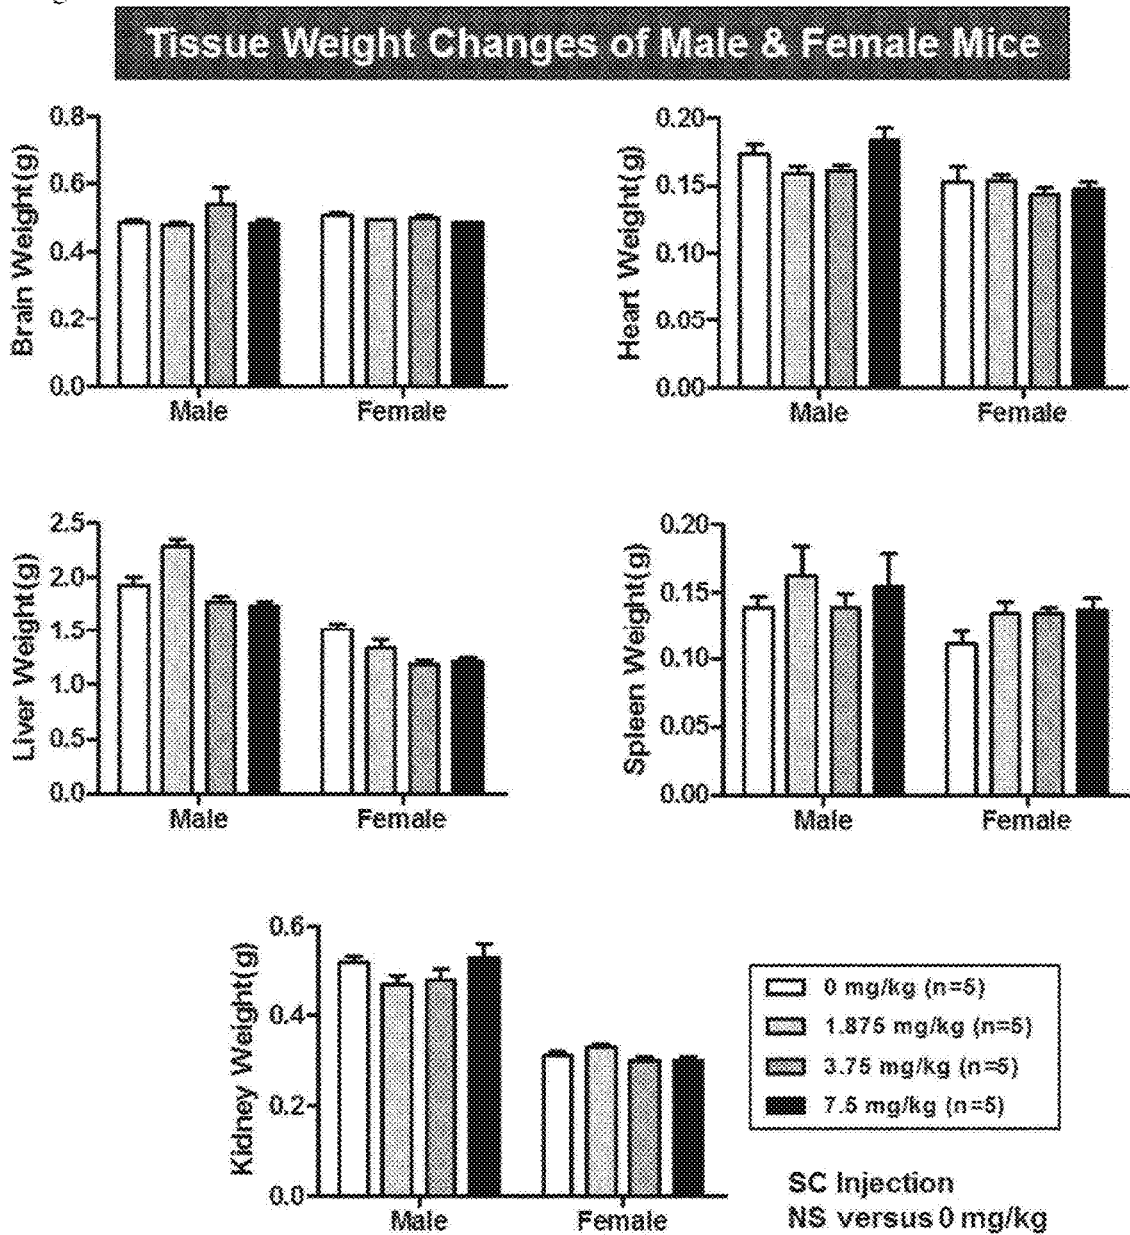 Tissue Weight Changes of Male & Female Mice
Brain Weight(g)
0.8
0.6
0.4
0.2
0.0
Male Female
Heart Weight(g)
0.20
0.15
0.10
0.05
0.00
Male Female
Liver Weight(g)
2.5
2.0
1.5
1.0
0.5
0.0
Male Female
Spleen Weight(g)
0.20
0.15
0.10
0.05
0.00
Male Female
Kidney Weight(g)
0.6
0.4
0.2
0.0
Male Female
0 mg/kg (n=5)
1.875 mg/kg (n=5)
3.75 mg/kg (n=5)
7.5 mg/kg (n=5)
SC Injection
NS versus 0 mg/kg